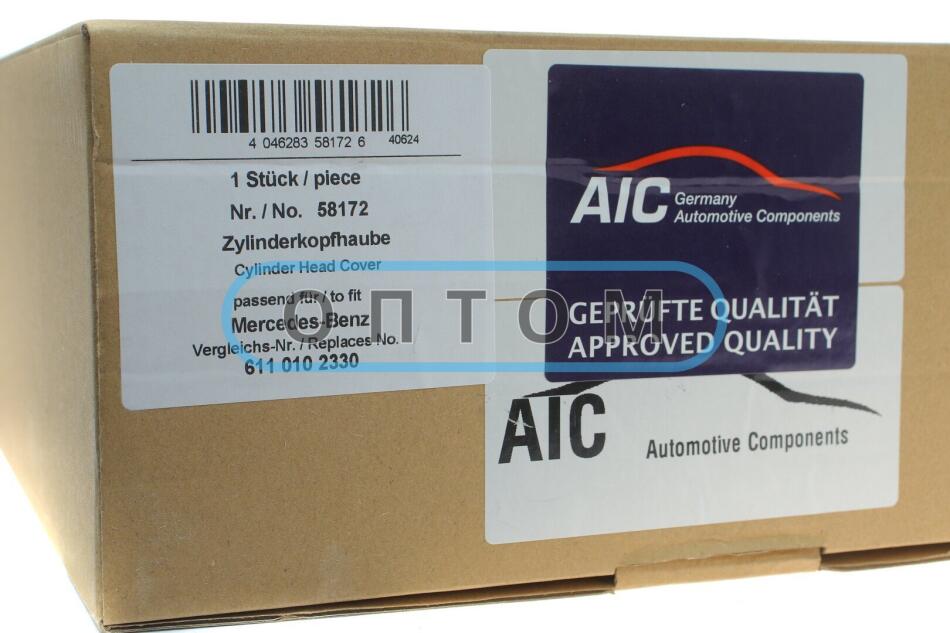 4 046283 58172 6 40624
1 Stück / piece
Nr. / No. 58172
Zylinderkopfhaube
Cylinder Head Cover
passend für / to fit
Mercedes-Benz
Vergleichs-Nr. / Replaces No.
611 010 2330
AIC Germany
Automotive Components
GEPRÜFTE QUALITÄT
APPROVED QUALITY
AIC Automotive Components
ОПТОМ